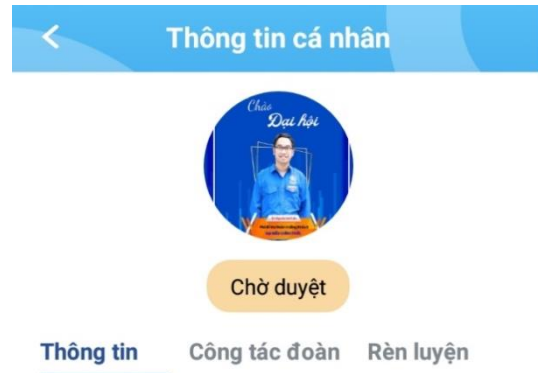 Thông tin cá nhân
Chào
Đại hội
Chờ duyệt
Thông tin Công tác đoàn Rèn luyện